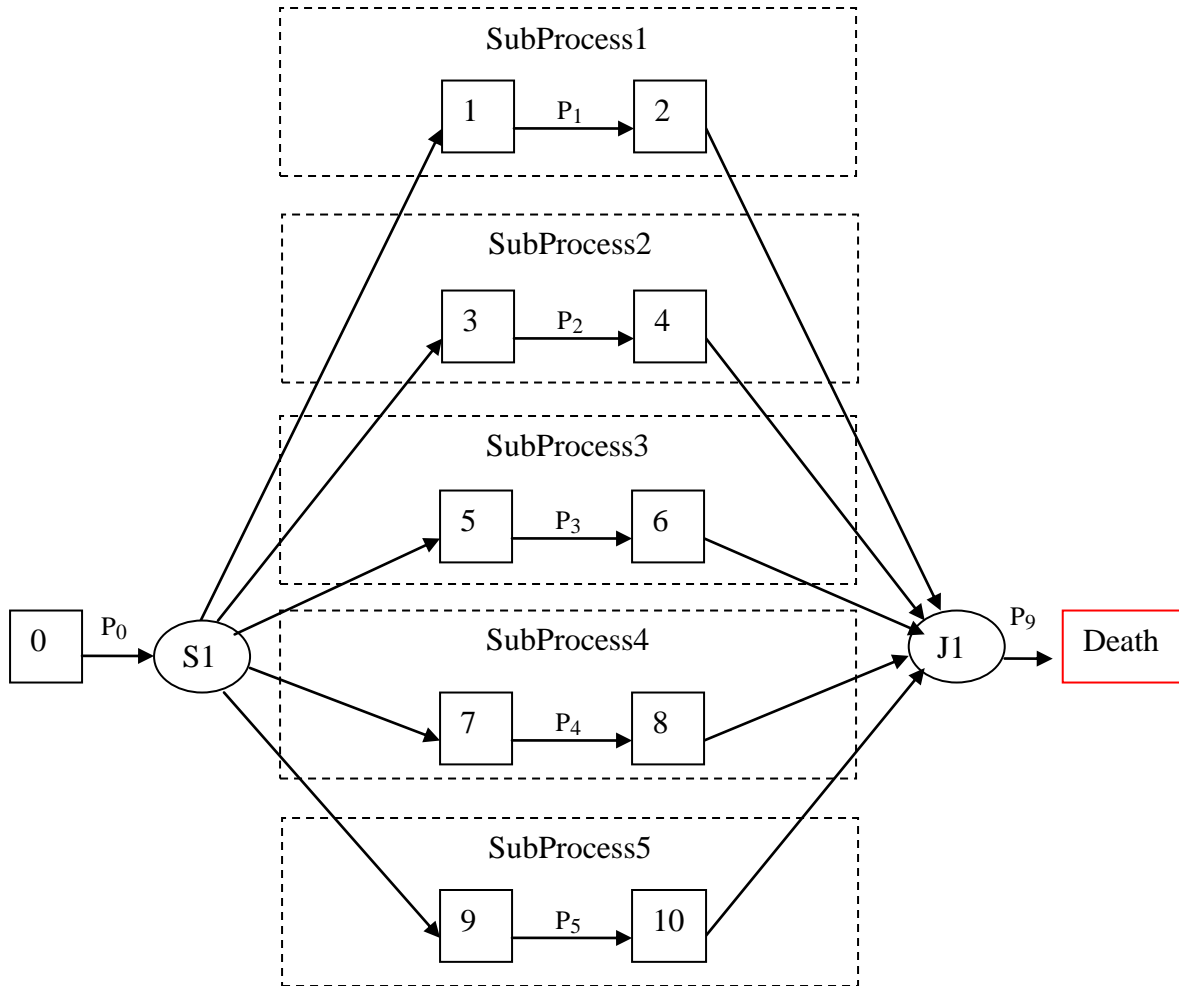 SubProcess1
1 P₁ 2
SubProcess2
3 P₂ 4
SubProcess3
5 P₃ 6
0 P₀ S1
SubProcess4
J1 P₉ Death
7 P₄ 8
SubProcess5
9 P₅ 10